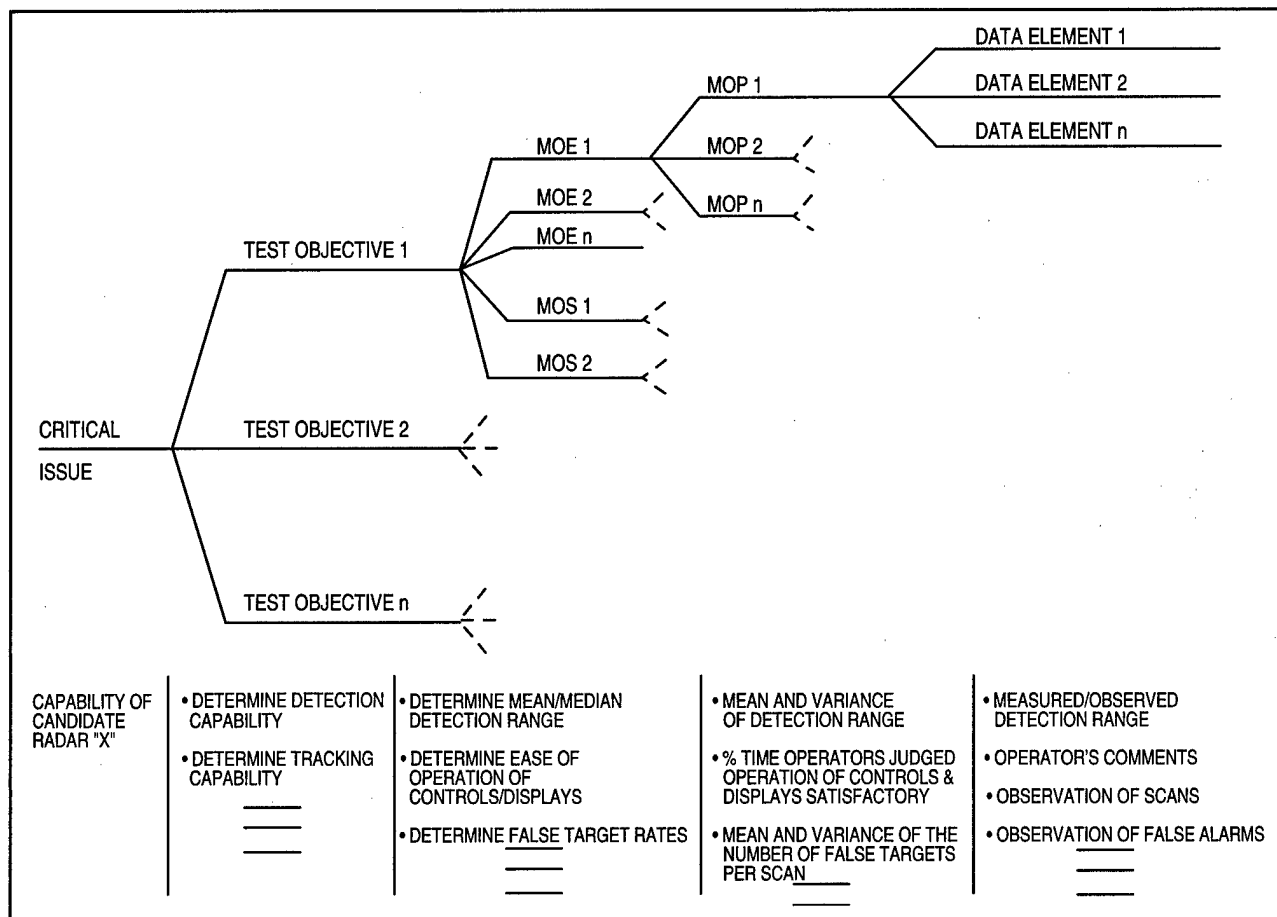 DATA ELEMENT 1
MOP 1
DATA ELEMENT 2
DATA ELEMENT n
MOE 1
MOP 2
MOE 2
MOP n
MOE n
TEST OBJECTIVE 1
MOS 1
MOS 2
CRITICAL
ISSUE
TEST OBJECTIVE 2
TEST OBJECTIVE n
CAPABILITY OF
CANDIDATE
RADAR "X"
• DETERMINE DETECTION
CAPABILITY
• DETERMINE TRACKING
CAPABILITY
• DETERMINE MEAN/MEDIAN
DETECTION RANGE
• DETERMINE EASE OF
OPERATION OF
CONTROLS/DISPLAYS
• DETERMINE FALSE TARGET RATES
• MEAN AND VARIANCE
OF DETECTION RANGE
• % TIME OPERATORS JUDGED
OPERATION OF CONTROLS &
DISPLAYS SATISFACTORY
• MEAN AND VARIANCE OF THE
NUMBER OF FALSE TARGETS
PER SCAN
• MEASURED/OBSERVED
DETECTION RANGE
• OPERATOR'S COMMENTS
• OBSERVATION OF SCANS
• OBSERVATION OF FALSE ALARMS